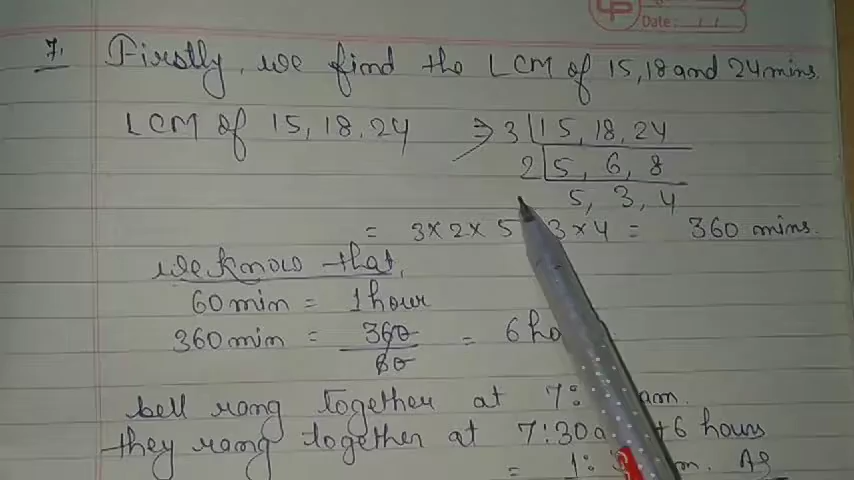 Date:
7. Firstly, we find the LCM of 15,18 and 24 mins.
LCM of 15, 18, 24 ⇒ 3 | 15, 18, 24
2 | 5, 6, 8
5, 3, 4
= 3 × 2 × 5 3 × 4 = 360 mins.
we know that,
60 min = 1 hour
360 min = 360 = 6 ho
60
bell rang together at 7: am.
they rang together at 7:30a + 6 hours
= 1: m. As